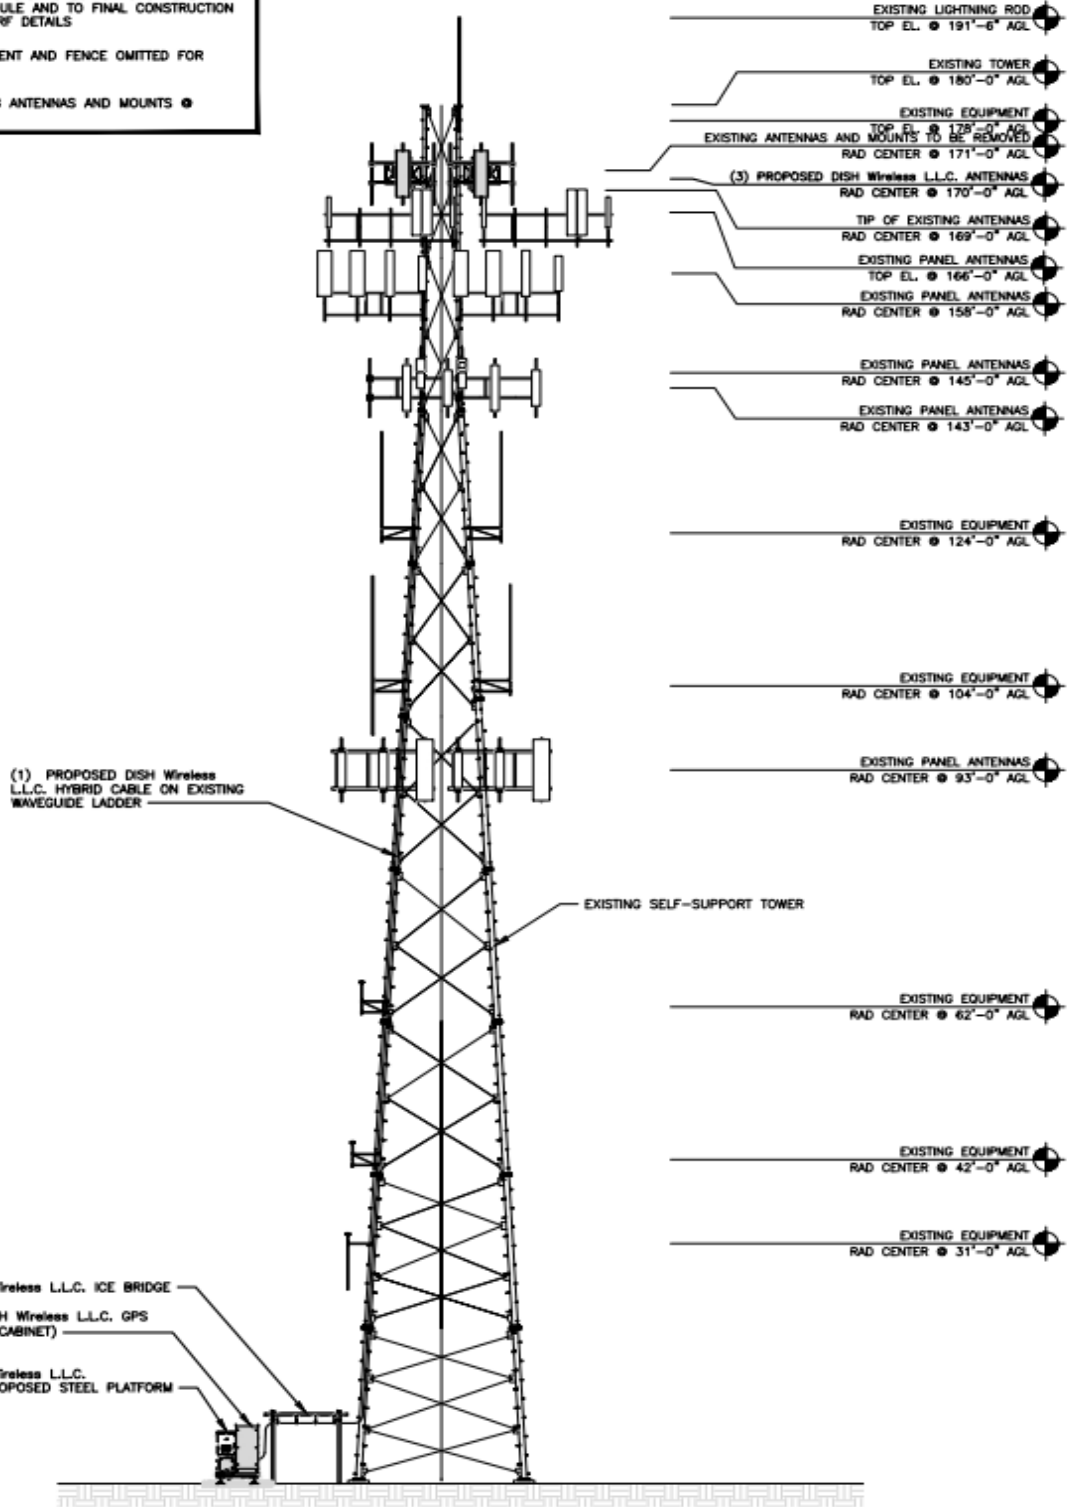 ULE AND TO FINAL CONSTRUCTION
RF DETAILS
ENT AND FENCE OMITTED FOR
ANTENNAS AND MOUNTS @
EXISTING LIGHTNING ROD
TOP EL. @ 191'-6" AGL
EXISTING TOWER
TOP EL. @ 180'-0" AGL
EXISTING EQUIPMENT
TOP EL. @ 178'-0" AGL
EXISTING ANTENNAS AND MOUNTS TO BE REMOVED
RAD CENTER @ 171'-0" AGL
(3) PROPOSED DISH Wireless L.L.C. ANTENNAS
RAD CENTER @ 170'-0" AGL
TIP OF EXISTING ANTENNAS
RAD CENTER @ 169'-0" AGL
EXISTING PANEL ANTENNAS
TOP EL. @ 166'-0" AGL
EXISTING PANEL ANTENNAS
RAD CENTER @ 158'-0" AGL
EXISTING PANEL ANTENNAS
RAD CENTER @ 145'-0" AGL
EXISTING PANEL ANTENNAS
RAD CENTER @ 143'-0" AGL
EXISTING EQUIPMENT
RAD CENTER @ 124'-0" AGL
EXISTING EQUIPMENT
RAD CENTER @ 104'-0" AGL
EXISTING PANEL ANTENNAS
RAD CENTER @ 93'-0" AGL
(1) PROPOSED DISH Wireless
L.L.C. HYBRID CABLE ON EXISTING
WAVEGUIDE LADDER
EXISTING SELF-SUPPORT TOWER
EXISTING EQUIPMENT
RAD CENTER @ 62'-0" AGL
EXISTING EQUIPMENT
RAD CENTER @ 42'-0" AGL
EXISTING EQUIPMENT
RAD CENTER @ 31'-0" AGL
ireless L.L.C. ICE BRIDGE
H Wireless L.L.C. GPS
CABINET)
ireless L.L.C.
OPOSED STEEL PLATFORM